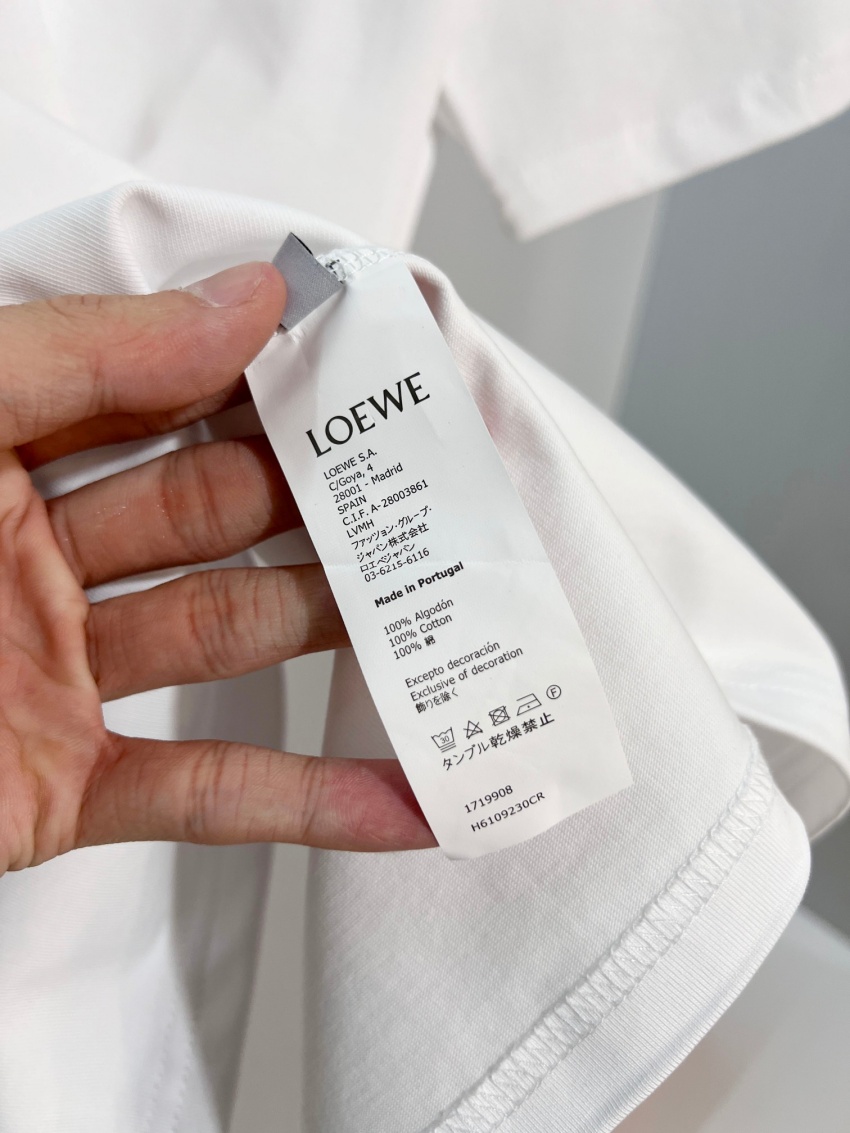 LOEWE
LOEWE S.A.
C/Goya, 4
28001 - Madrid
SPAIN
C.I.F. A-28003861
LVMH
ファッション・グループ・
ジャパン株式会社
ロエベジャパン
03-6215-6116
Made in Portugal
100% Algodón
100% Cotton
100% 綿
Excepto decoración
Exclusive of decoration
飾りを除く
30
F
タンブル乾燥禁止
1719908
H6109230CR